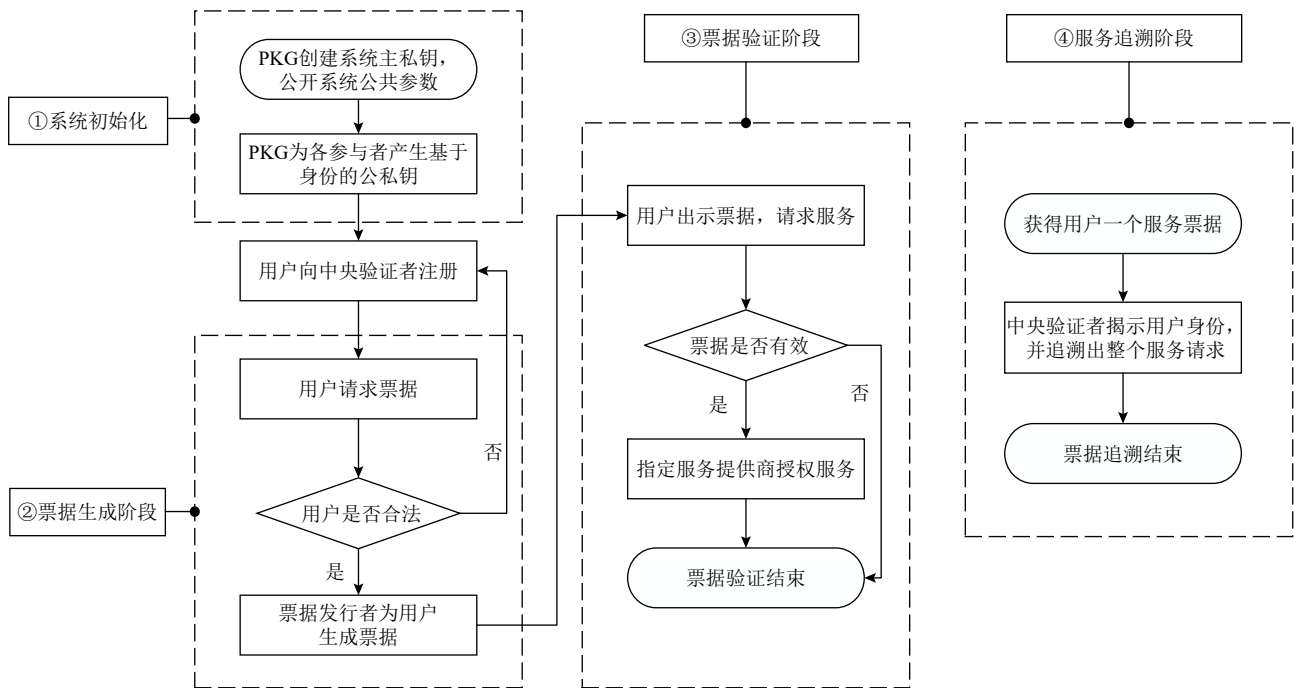 ①系统初始化
PKG创建系统主私钥，
公开系统公共参数
PKG为各参与者产生基于
身份的公私钥
用户向中央验证者注册
②票据生成阶段
用户请求票据
否
用户是否合法
是
票据发行者为用户
生成票据
③票据验证阶段
用户出示票据，请求服务
票据是否有效
是
否
指定服务提供商授权服务
票据验证结束
④服务追溯阶段
获得用户一个服务票据
中央验证者揭示用户身份，
并追溯出整个服务请求
票据追溯结束